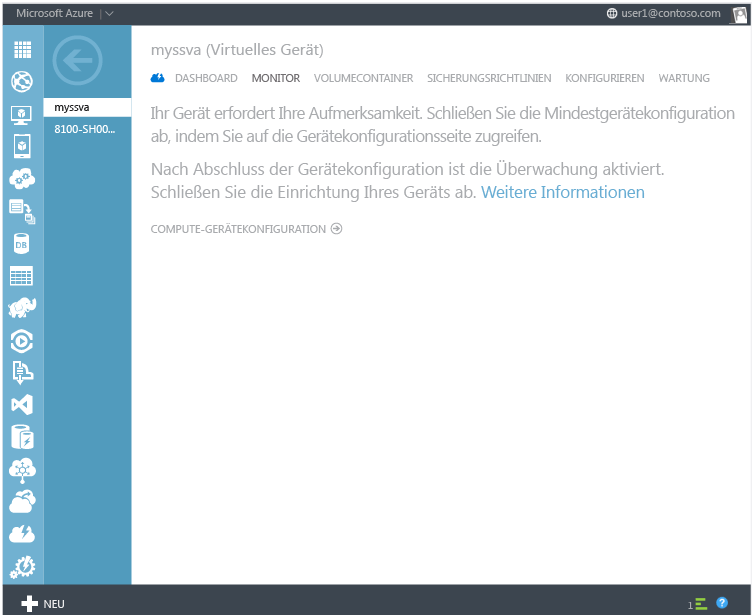 Microsoft Azure
user1@contoso.com
myssva
8100-SH00...
myssva (Virtuelles Gerät)
DASHBOARD MONITOR VOLUMECONTAINER SICHERUNGSRICHTLINIEN KONFIGURIEREN WARTUNG
Ihr Gerät erfordert Ihre Aufmerksamkeit. Schließen Sie die Mindestgerätekonfiguration
ab, indem Sie auf die Gerätekonfigurationsseite zugreifen.
Nach Abschluss der Gerätekonfiguration ist die Überwachung aktiviert.
Schließen Sie die Einrichtung Ihres Geräts ab. Weitere Informationen
COMPUTE-GERÄTEKONFIGURATION
DB
NEU
1
?